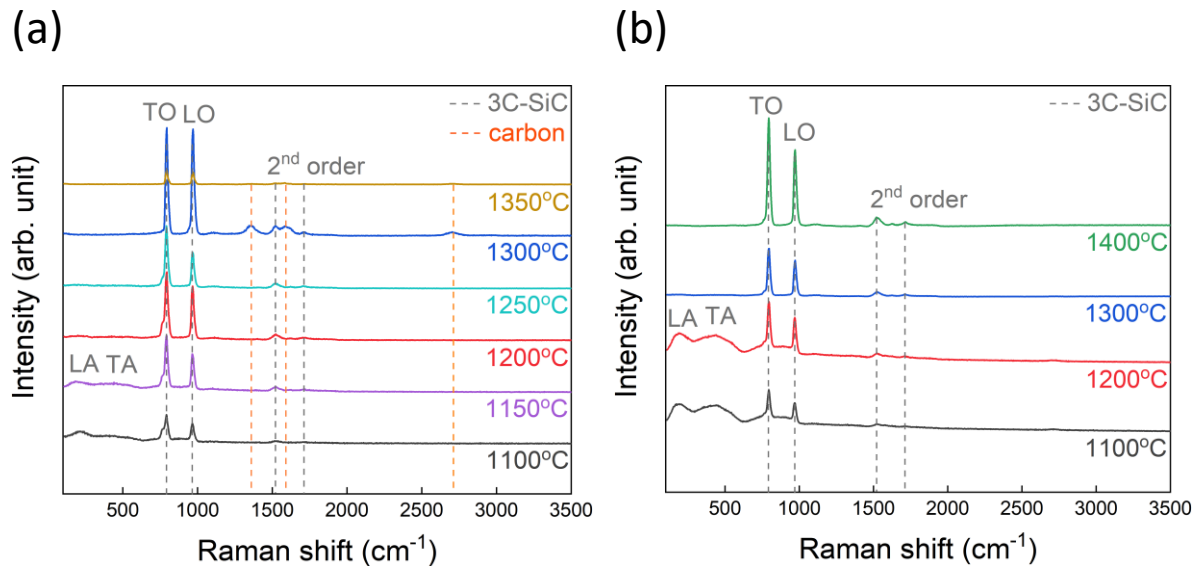 (a)
TO LO
3C-SiC
carbon
2nd order
1350°C
1300°C
1250°C
1200°C
LA TA
1150°C
1100°C
Intensity (arb. unit)
500 1000 1500 2000 2500 3000 3500
Raman shift (cm-1)
(b)
TO
3C-SiC
LO
2nd order
1400°C
1300°C
LA TA
1200°C
1100°C
Intensity (arb. unit)
500 1000 1500 2000 2500 3000 3500
Raman shift (cm-1)